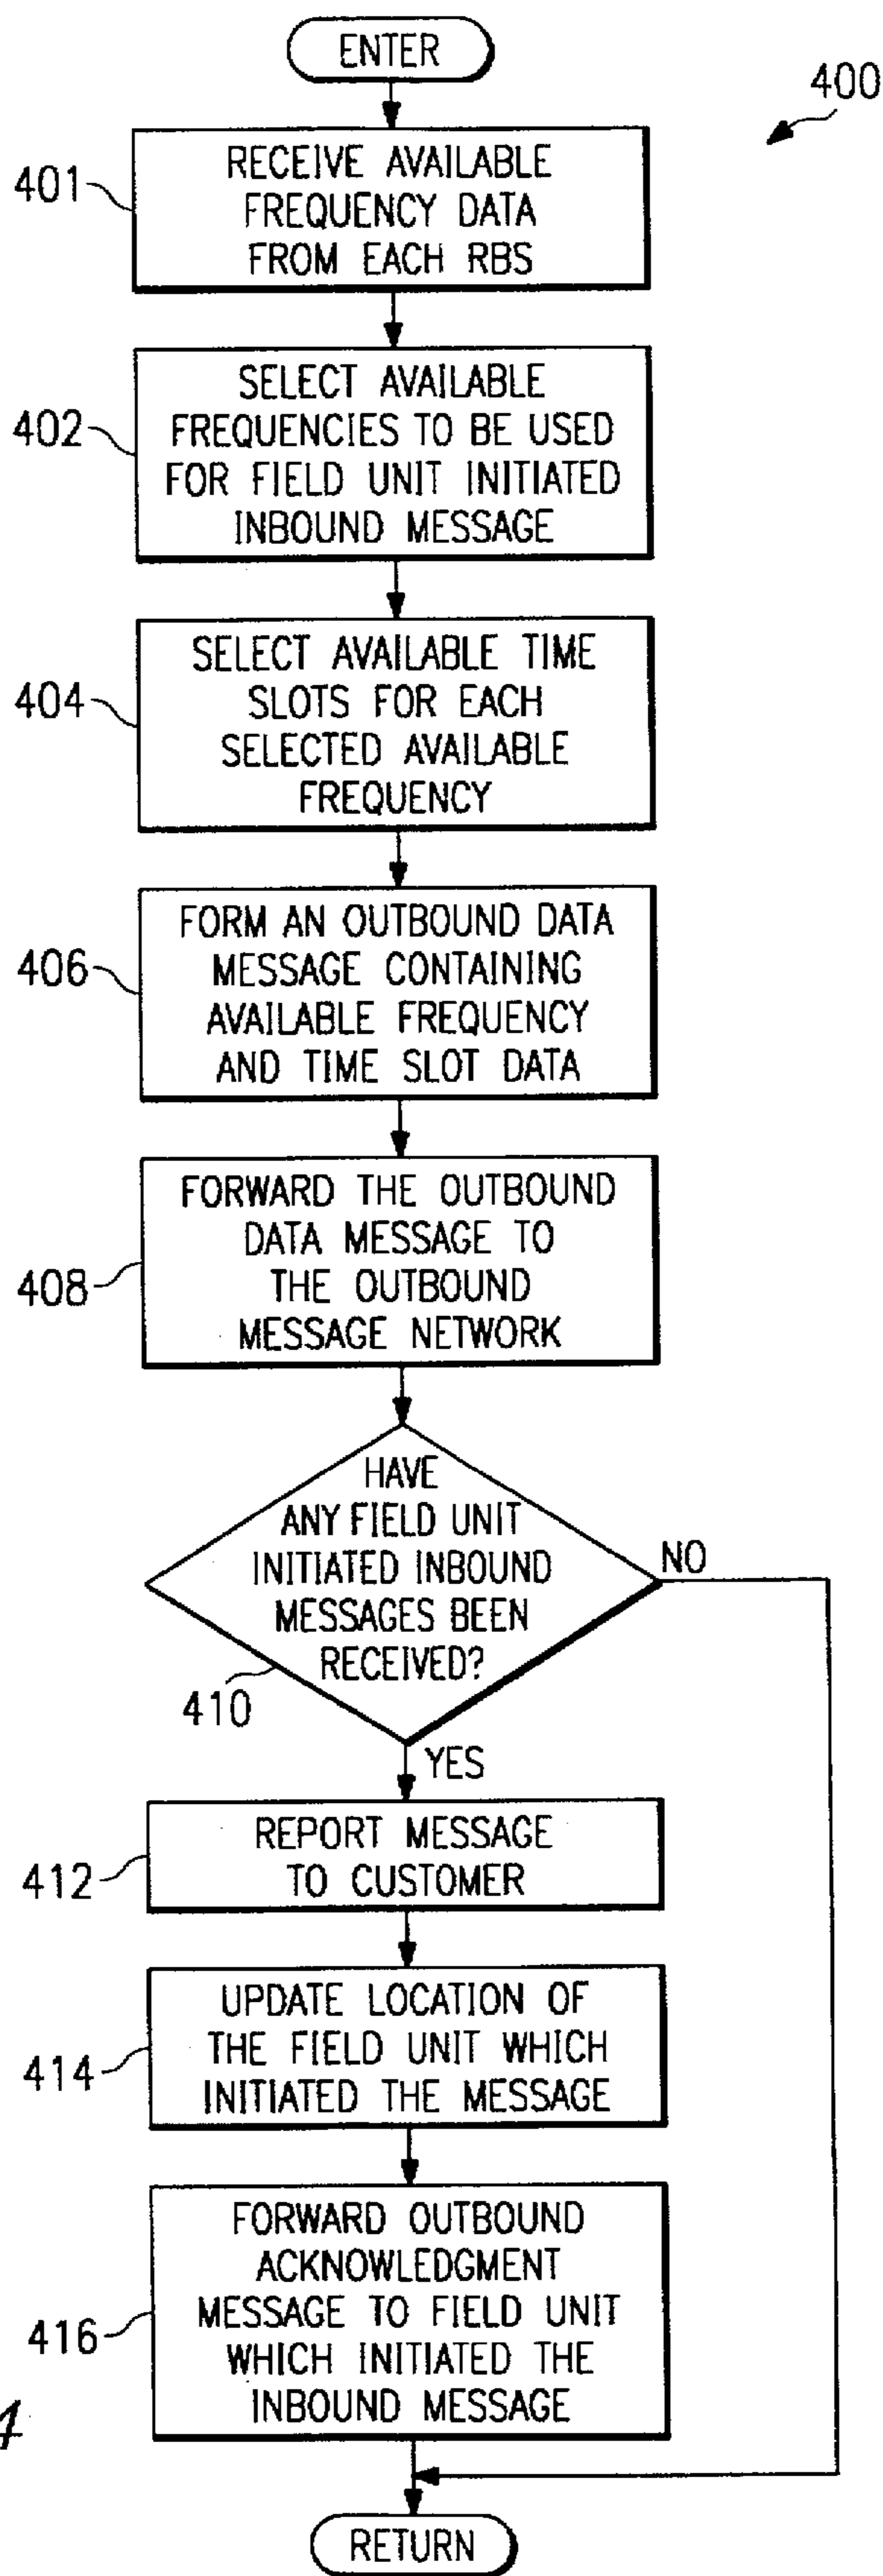 ENTER
400
401
RECEIVE AVAILABLE
FREQUENCY DATA
FROM EACH RBS
402
SELECT AVAILABLE
FREQUENCIES TO BE USED
FOR FIELD UNIT INITIATED
INBOUND MESSAGE
404
SELECT AVAILABLE TIME
SLOTS FOR EACH
SELECTED AVAILABLE
FREQUENCY
406
FORM AN OUTBOUND DATA
MESSAGE CONTAINING
AVAILABLE FREQUENCY
AND TIME SLOT DATA
408
FORWARD THE OUTBOUND
DATA MESSAGE TO
THE OUTBOUND
MESSAGE NETWORK
HAVE
ANY FIELD UNIT
INITIATED INBOUND
MESSAGES BEEN
RECEIVED?
NO
410
YES
412
REPORT MESSAGE
TO CUSTOMER
414
UPDATE LOCATION OF
THE FIELD UNIT WHICH
INITIATED THE MESSAGE
416
FORWARD OUTBOUND
ACKNOWLEDGMENT
MESSAGE TO FIELD UNIT
WHICH INITIATED THE
INBOUND MESSAGE
4
RETURN